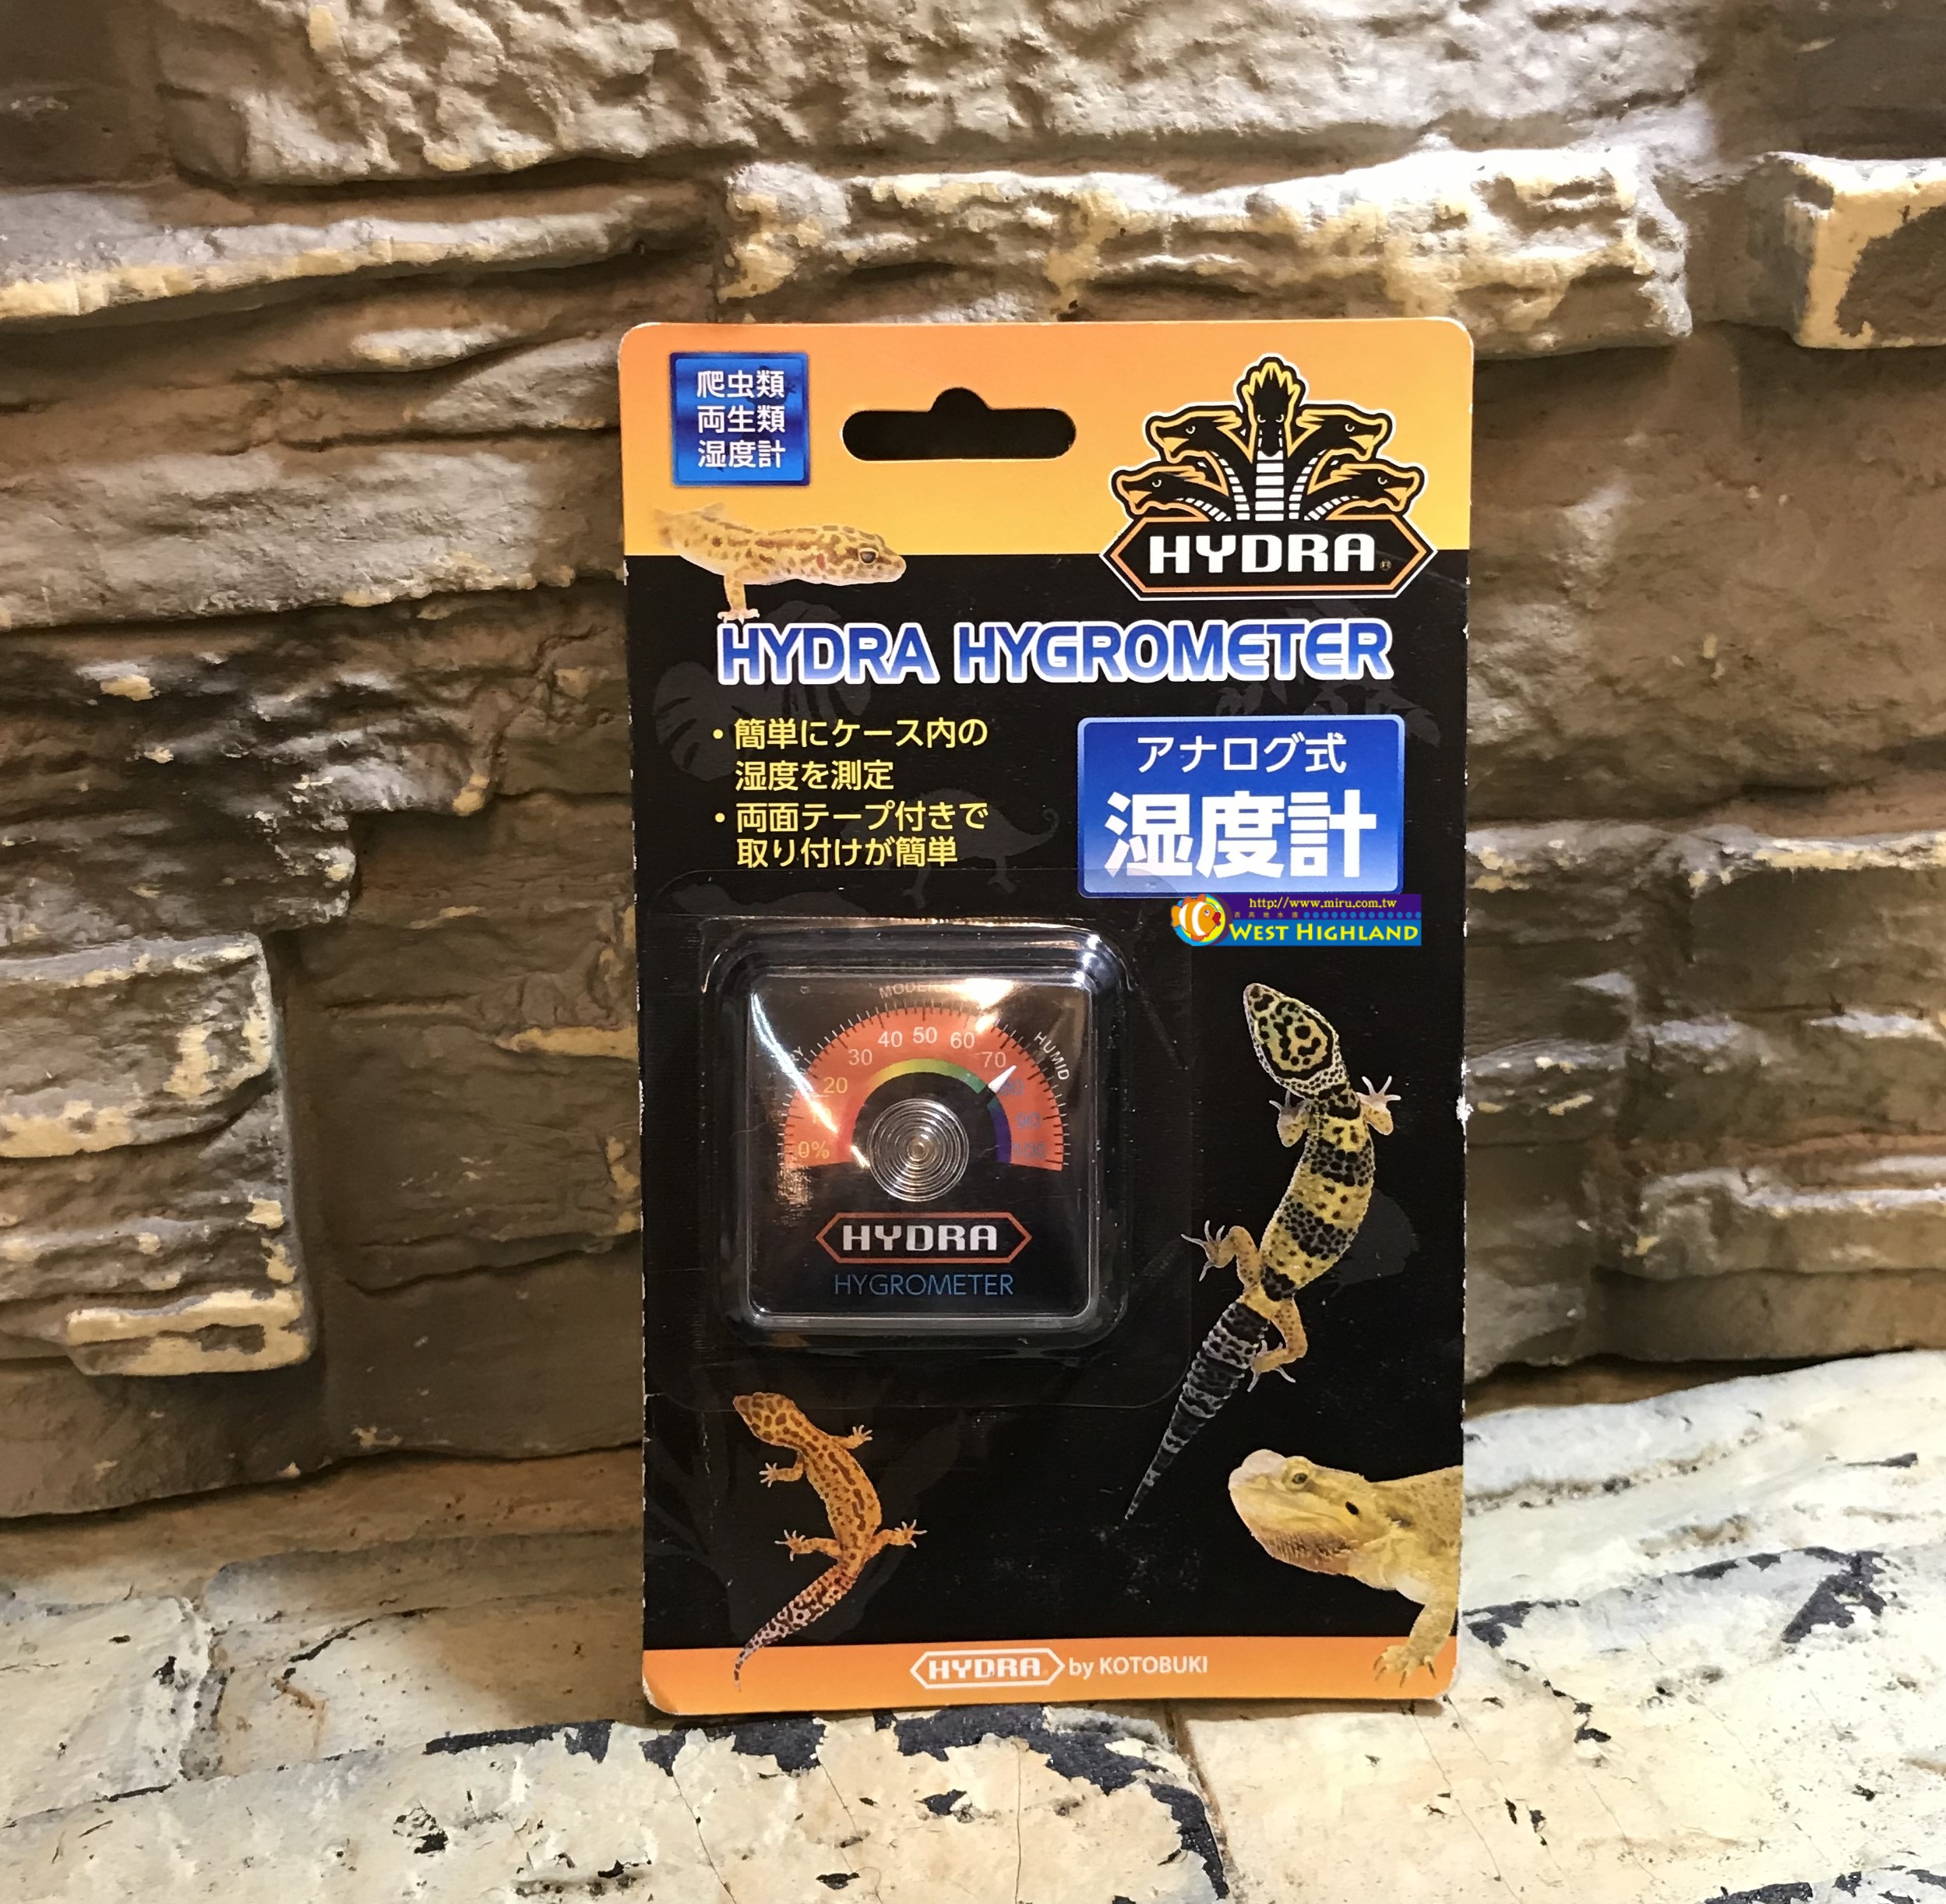 爬虫類
両生類
湿度計
HYDRA
HYDRA HYGROMETER
・簡単にケース内の
湿度を測定
・両面テープ付きで
取り付けが簡単
アナログ式
湿度計
http://www.miru.com.tw
WEST HIGHLAND
HUMID
0% 20 30 40 50 60 70
HYDRA
HYGROMETER
HYDRA by KOTOBUKI